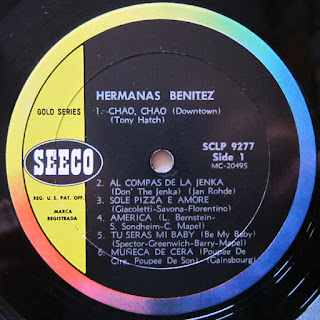 HERMANAS BENITEZ
GOLD SERIES
1. CHAO, CHAO (Downtown)
(Tony Hatch)
SEECO
REG. U. S. PAT. OFF.
MARCA
REGISTRADA
SCLP 9277
Side 1
MC-20495
2. AL COMPAS DE LA JENKA
(Don' The Jenka) (Jan Rohde)
3. SOLE PIZZA E AMORE
(Giacoletti-Savona-Florentino)
4. AMERICA (L. Bernstein-
S. Sondheim-C. Mapel)
5. TU SERAS MI BABY (Be My Baby)
(Spector-Greenwich-Barry-Mapel)
6. MUÑECA DE CERA (Poupee De
Cire, Poupee De Son) (Gainsbourg)